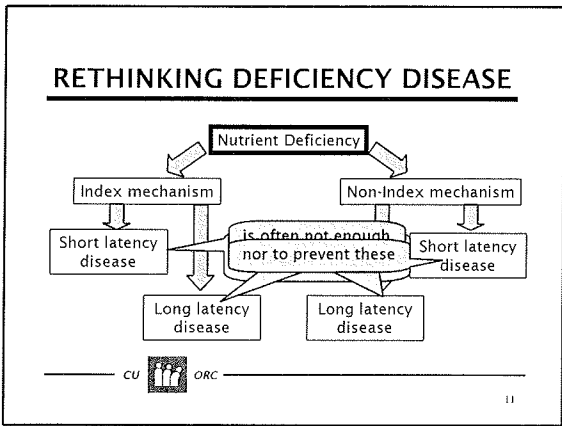 RETHINKING DEFICIENCY DISEASE
Nutrient Deficiency
Index mechanism
Non-Index mechanism
Short latency
disease
is often not enough
nor to prevent these
Short latency
disease
Long latency
disease
Long latency
disease
CU ORC
11